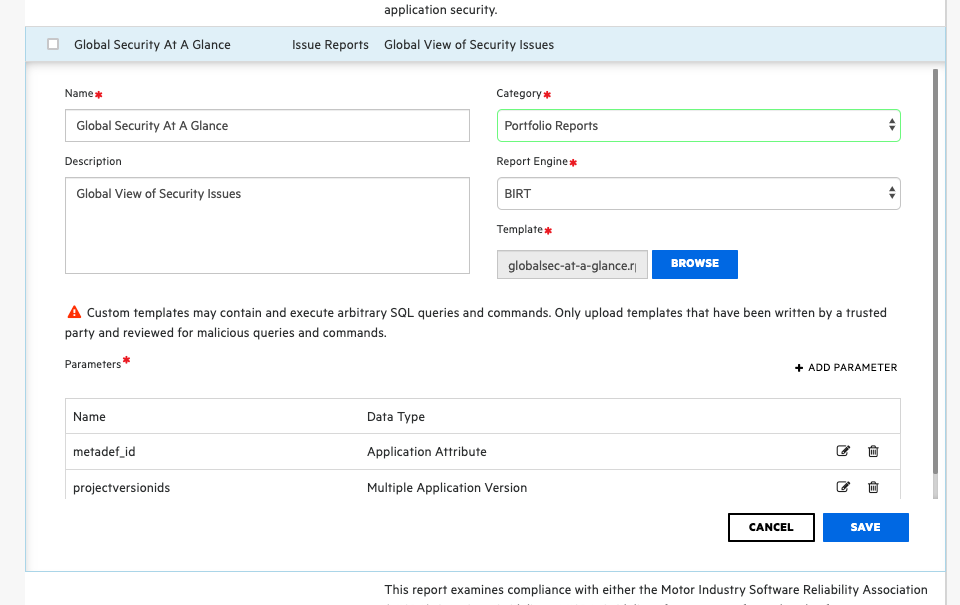 application security.
Global Security At A Glance Issue Reports Global View of Security Issues
Name* Category*
Global Security At A Glance Portfolio Reports
Description Report Engine*
Global View of Security Issues BIRT
Template*
globalsec-at-a-glance.r BROWSE
Custom templates may contain and execute arbitrary SQL queries and commands. Only upload templates that have been written by a trusted
party and reviewed for malicious queries and commands.
Parameters* + ADD PARAMETER
Name Data Type
metadef_id Application Attribute
projectversionids Multiple Application Version
CANCEL SAVE
This report examines compliance with either the Motor Industry Software Reliability Association